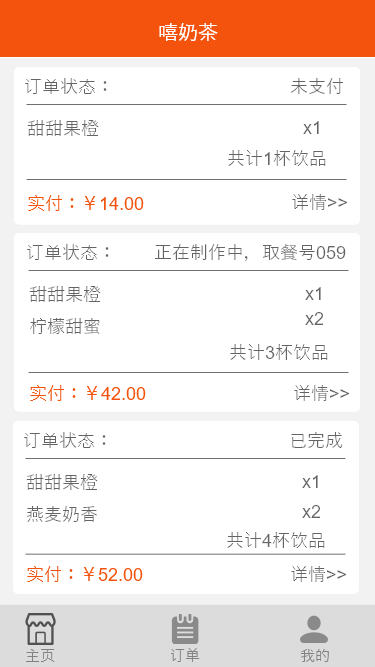 嘻奶茶
订单状态： 未支付
甜甜果橙 x1
共计1杯饮品
实付：￥14.00 详情>>
订单状态： 正在制作中，取餐号059
甜甜果橙 x1
柠檬甜蜜 x2
共计3杯饮品
实付：￥42.00 详情>>
订单状态： 已完成
甜甜果橙 x1
燕麦奶香 x2
共计4杯饮品
实付：￥52.00 详情>>
主页 订单 我的